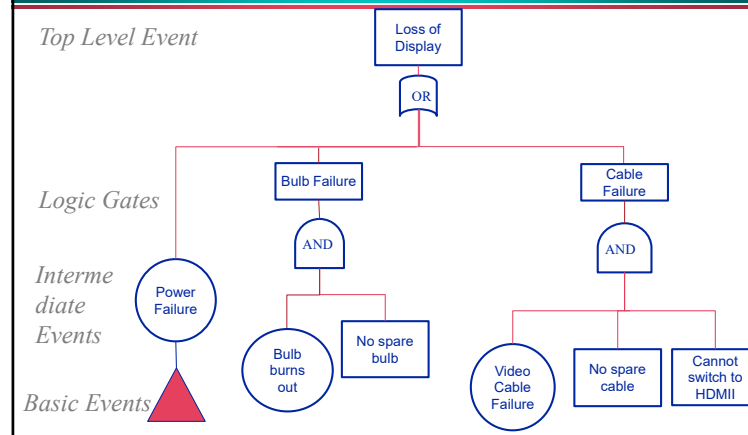 Top Level Event
Loss of
Display
OR
Logic Gates
Bulb Failure
Cable
Failure
AND
AND
Interme
diate
Events
Power
Failure
Bulb
burns
out
No spare
bulb
Video
Cable
Failure
No spare
cable
Cannot
switch to
HDMII
Basic Events